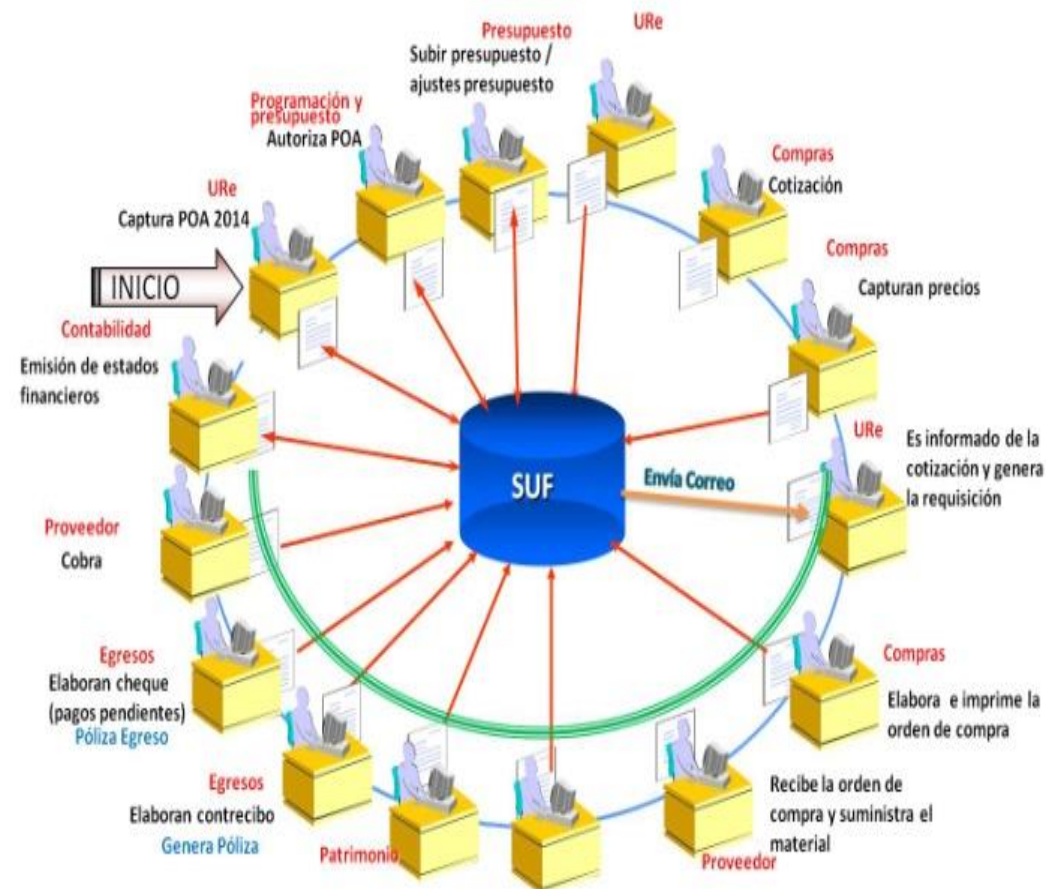 INICIO
URe
Captura POA 2014
Programación y
presupuesto
Autoriza POA
Presupuesto
Subir presupuesto /
ajustes presupuesto
URe
Compras
Cotización
Compras
Capturan precios
URe
Es informado de la
cotización y genera
la requisición
Envía Correo
SUF
Compras
Elabora e imprime la
orden de compra
Recibe la orden de
compra y suministra el
material
Proveedor
Patrimonio
Egresos
Elaboran contrecibo
Genera Póliza
Egresos
Elaboran cheque
(pagos pendientes)
Póliza Egreso
Proveedor
Cobra
Contabilidad
Emisión de estados
financieros